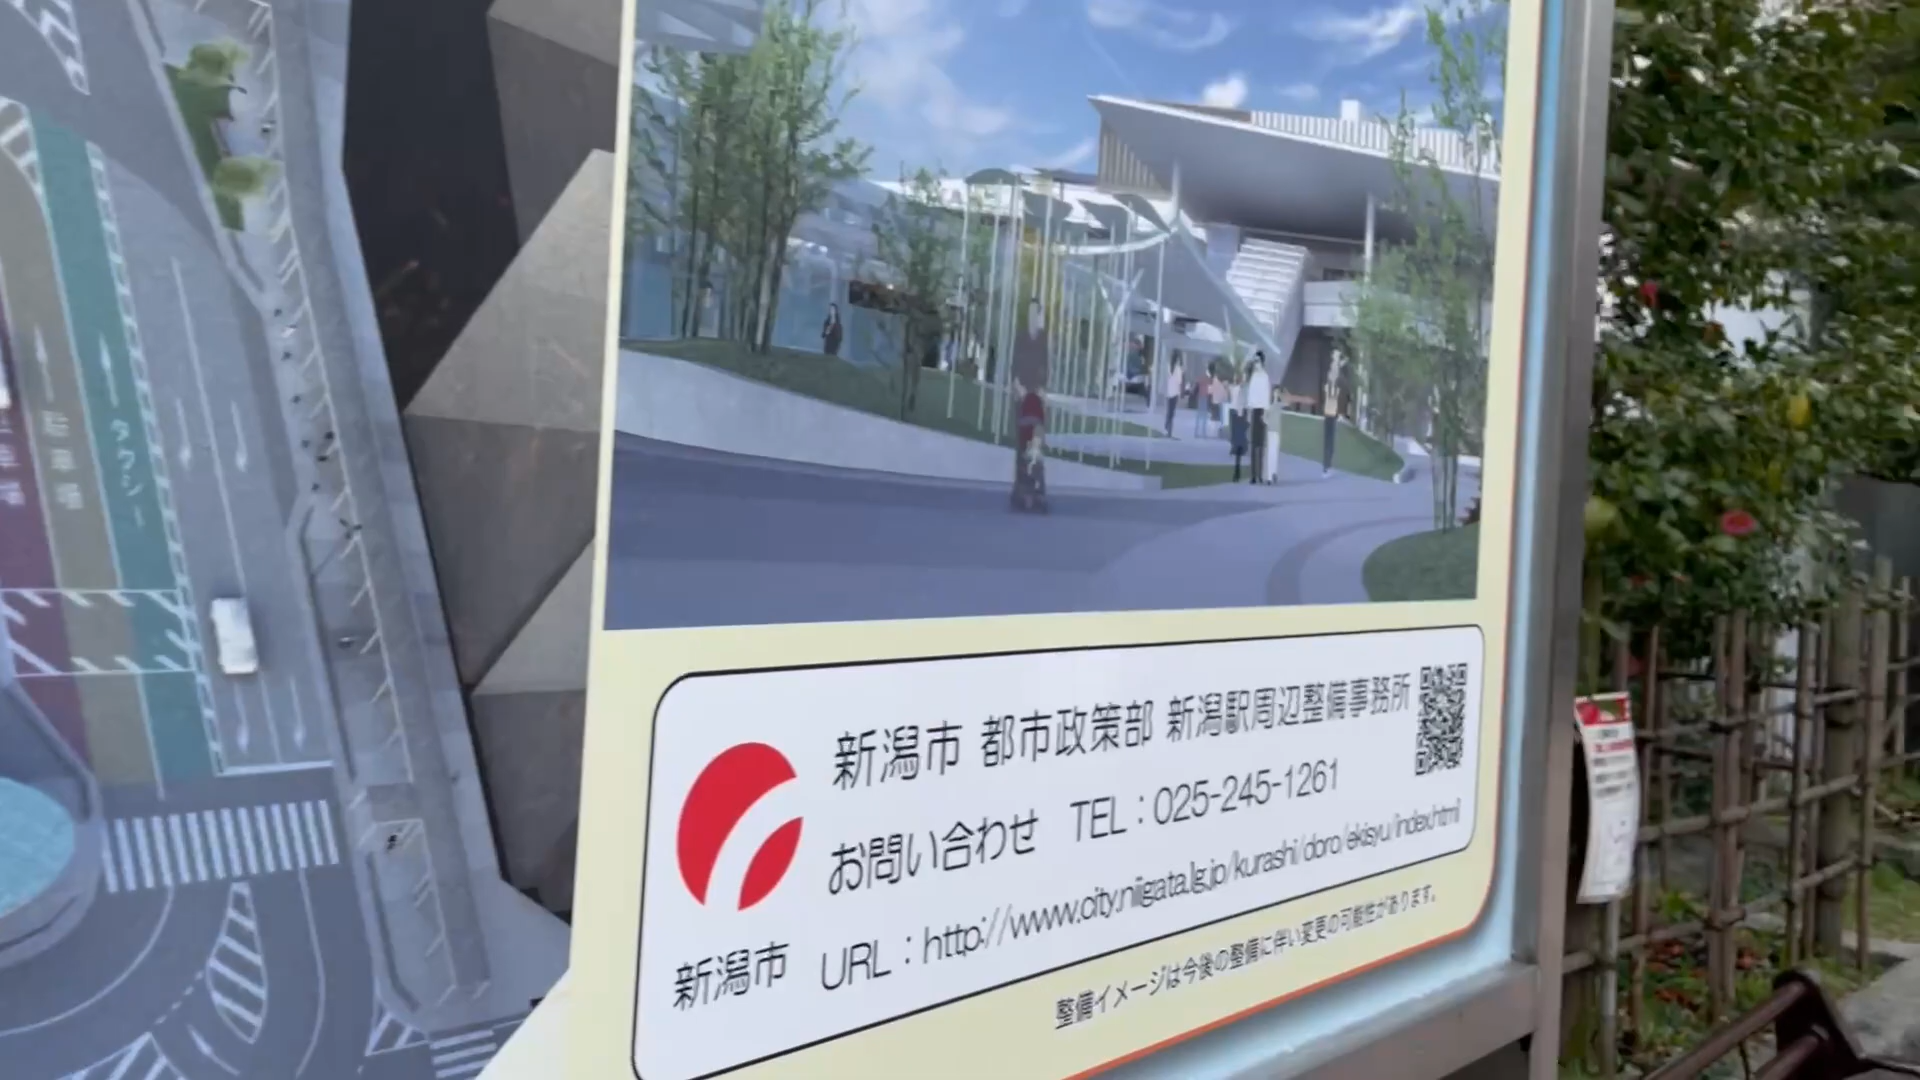 タクシー
駐車場
新潟市 都市政策部 新潟駅周辺整備事務所
お問い合わせ TEL：025-245-1261
URL：http://www.city.niigata.lg.jp/kurashi/doro/ekisyu/index.html
新潟市
整備イメージは今後の整備に伴い変更の可能性があります。